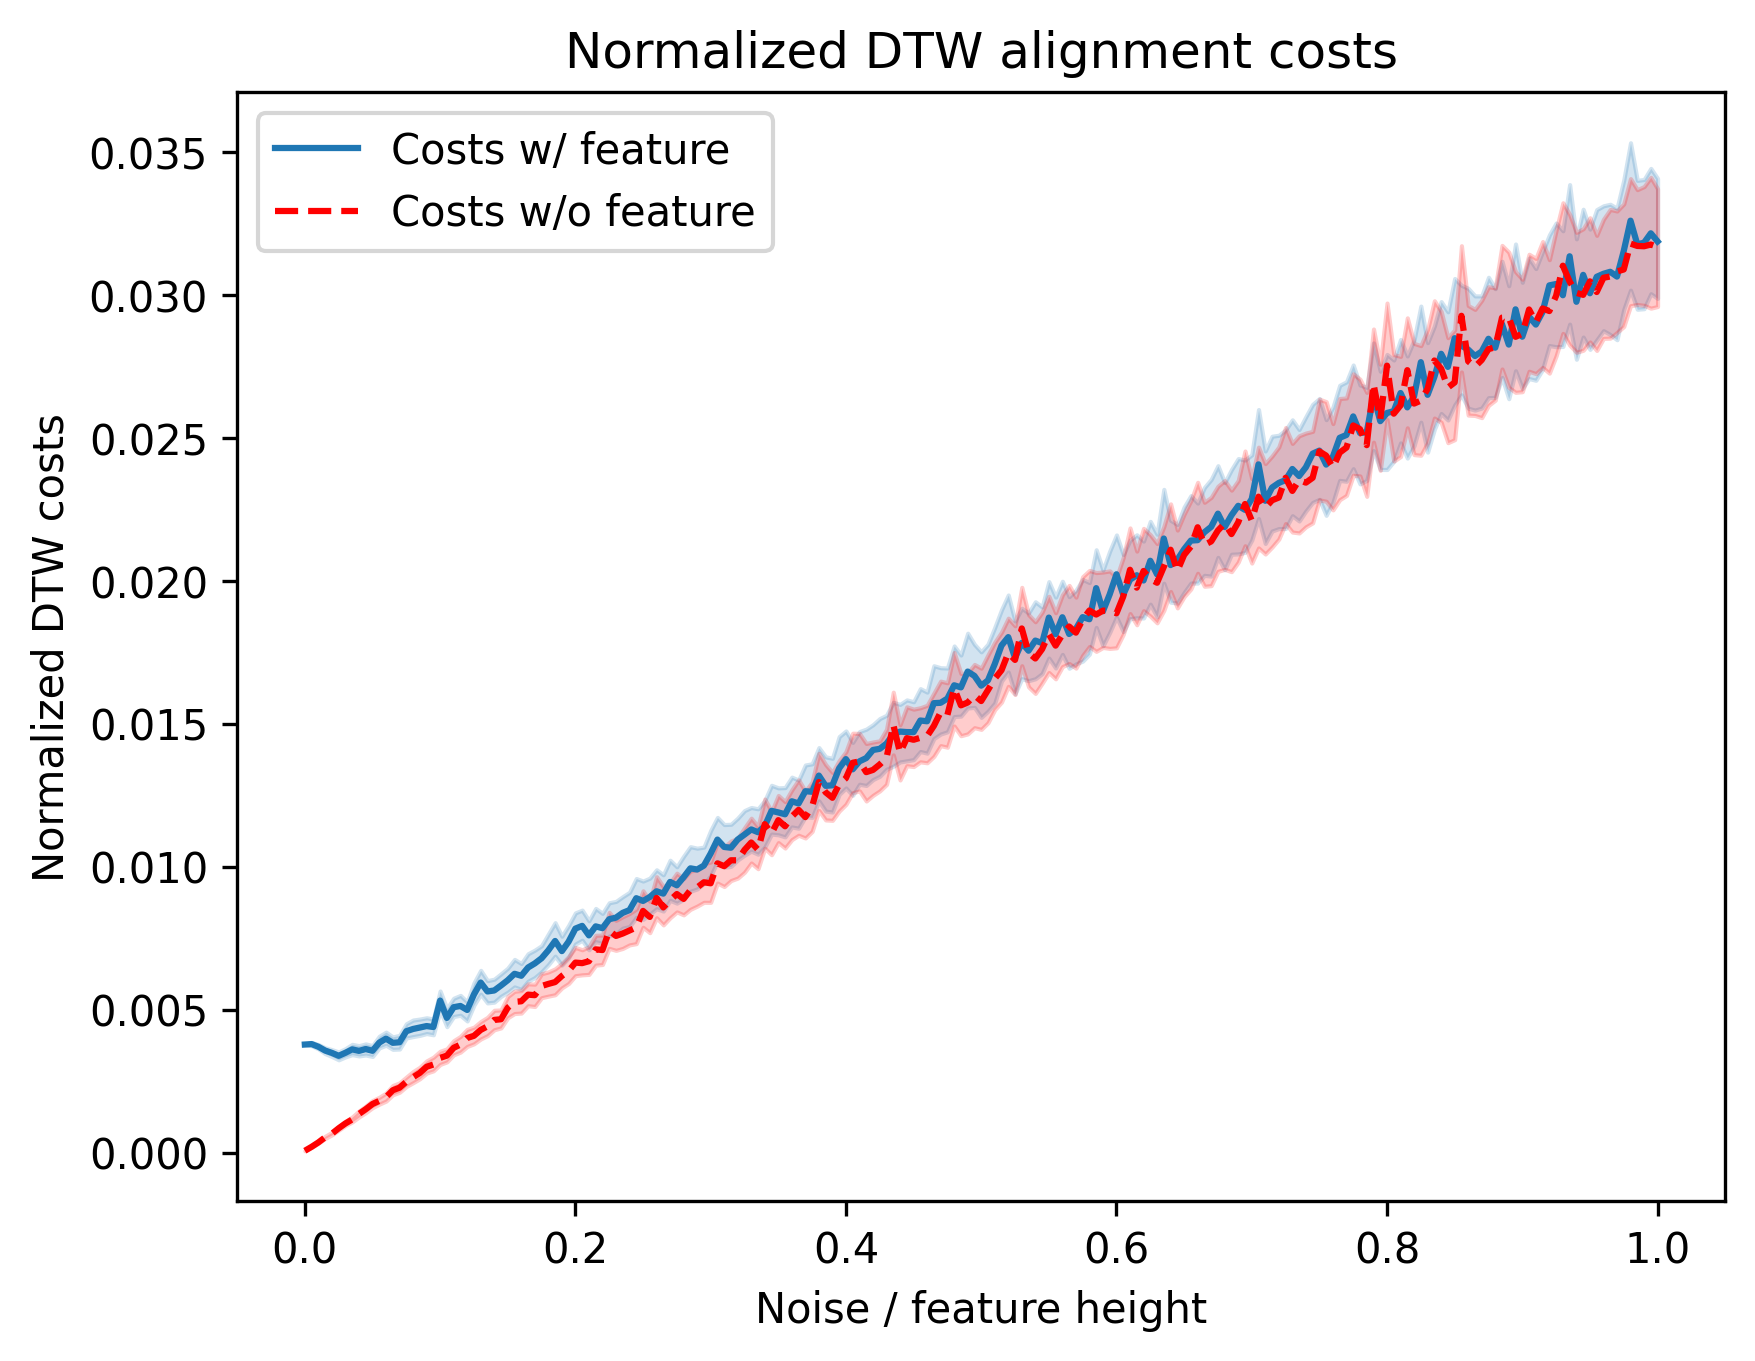 Normalized DTW alignment costs
Costs w/ feature
Costs w/o feature
Normalized DTW costs
0.035
0.030
0.025
0.020
0.015
0.010
0.005
0.000
0.0 0.2 0.4 0.6 0.8 1.0
Noise / feature height